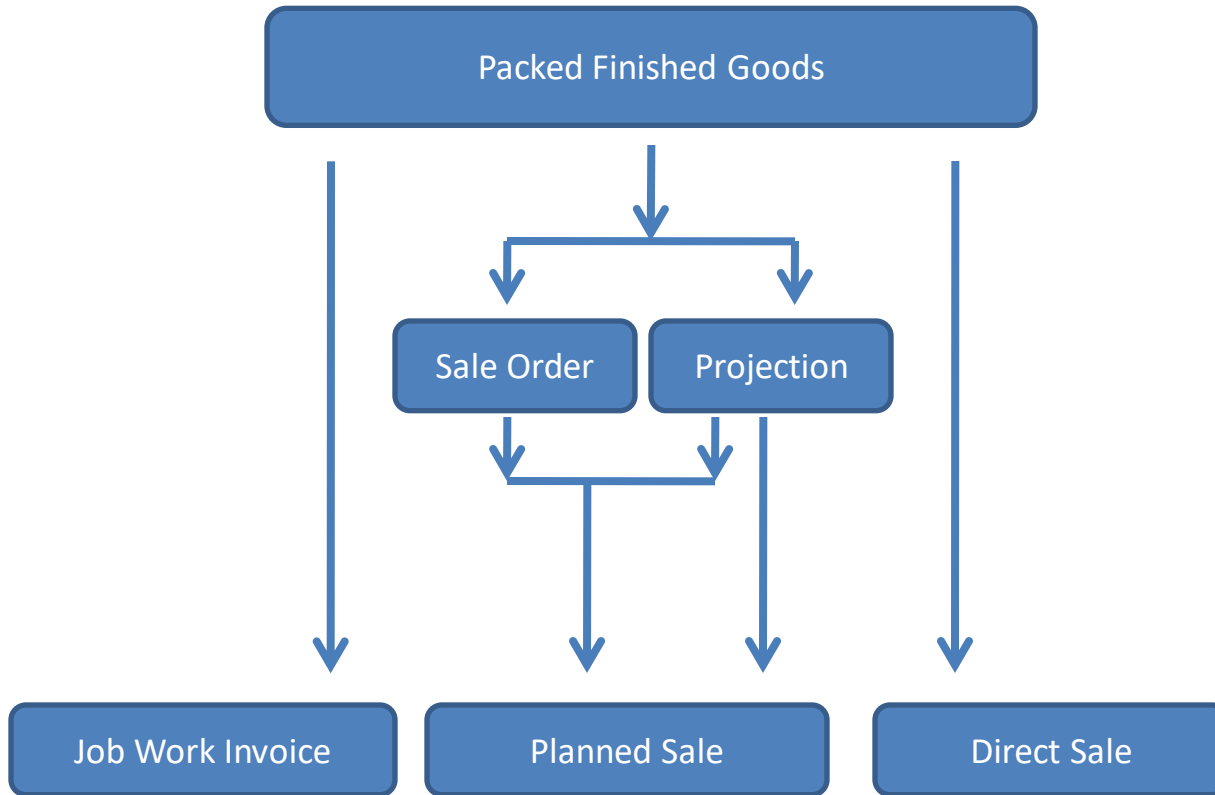 Packed Finished Goods
Sale Order
Projection
Job Work Invoice
Planned Sale
Direct Sale